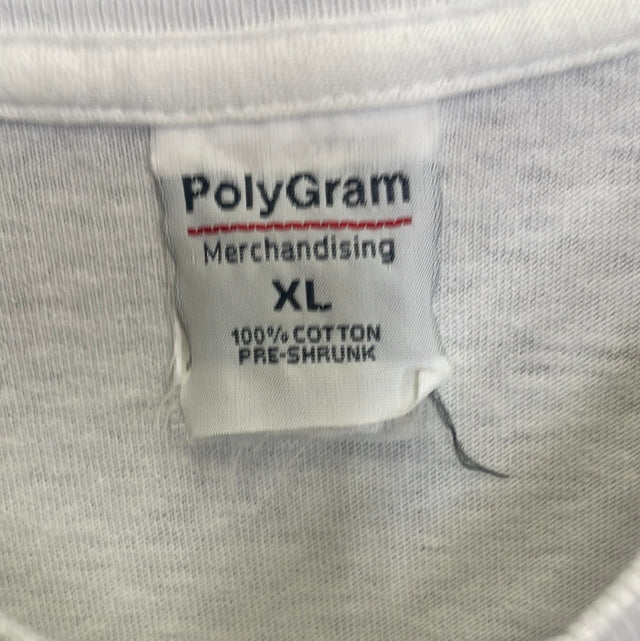 PolyGram
Merchandising
XL
100% COTTON
PRE-SHRUNK